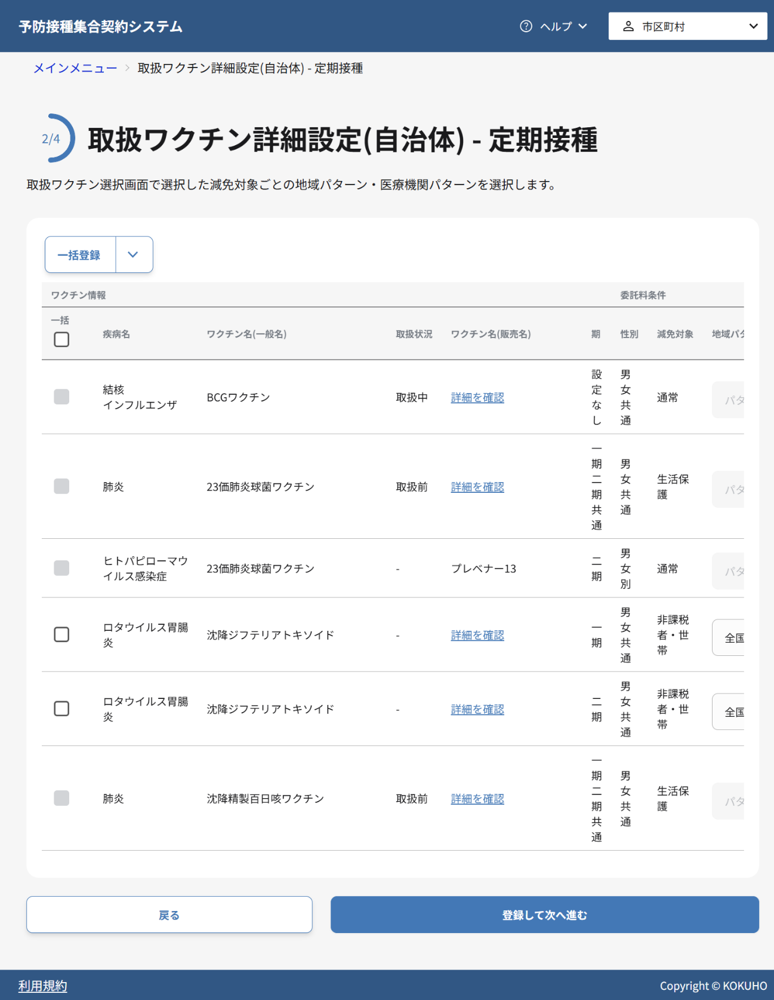 予防接種集合契約システム
ヘルプ
市区町村
メインメニュー > 取扱ワクチン詳細設定(自治体) - 定期接種
2/4
取扱ワクチン詳細設定(自治体) - 定期接種
取扱ワクチン選択画面で選択した減免対象ごとの地域パターン・医療機関パターンを選択します。
一括登録
ワクチン情報 委託料条件
一括
疾病名 ワクチン名(一般名) 取扱状況 ワクチン名(販売名) 期 性別 減免対象 地域パタ
結核
インフルエンザ
BCGワクチン
取扱中
詳細を確認
設定なし
男女共通
通常
パタ
肺炎
23価肺炎球菌ワクチン
取扱前
詳細を確認
一期二期共通
男女共通
生活保
護
パタ
ヒトパピローマウ
イルス感染症
23価肺炎球菌ワクチン
-
プレベナー13
二期
男女別
通常
パタ
ロタウイルス胃腸
炎
沈降ジフテリアトキソイド
-
詳細を確認
一期
男女共通
非課税
者・世
帯
全国
ロタウイルス胃腸
炎
沈降ジフテリアトキソイド
-
詳細を確認
二期
男女共通
非課税
者・世
帯
全国
肺炎
沈降精製百日咳ワクチン
取扱前
詳細を確認
一期二期共通
男女共通
生活保
護
パタ
戻る
登録して次へ進む
利用規約
Copyright © KOKUHO